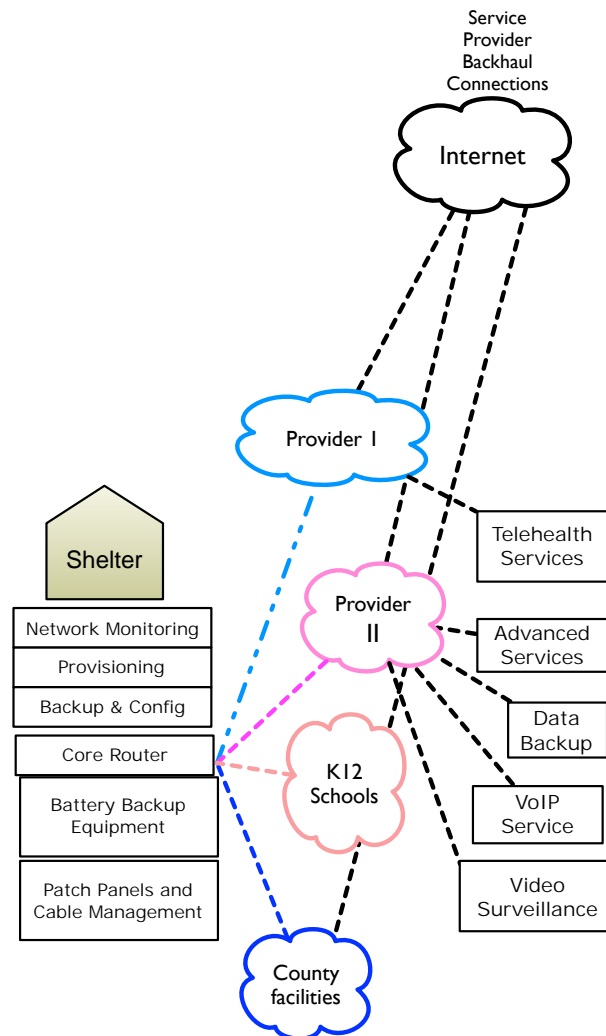 Service
Provider
Backhaul
Connections
Internet
Provider I
Telehealth
Services
Shelter
Network Monitoring
Provisioning
Backup & Config
Core Router
Battery Backup
Equipment
Patch Panels and
Cable Management
Provider
II
Advanced
Services
Data
Backup
K12
Schools
VoIP
Service
Video
Surveillance
County
facilities